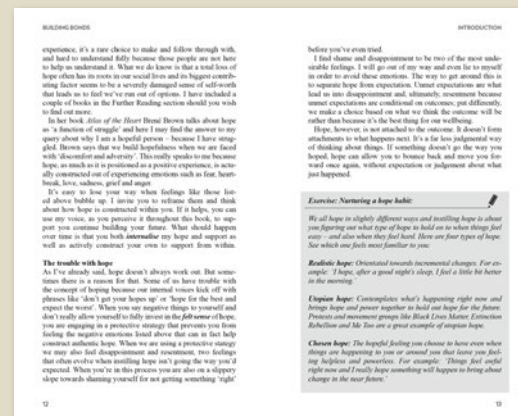 BUILDING BONDS
experience, it's a rare choice to make and follow through with,
and hard to understand fully because those people are not here
to help us understand it. What we do know is that a total loss of
hope often has its roots in our social lives and its biggest contrib-
uting factor seems to be a severely damaged sense of self-worth
that leads us to feel we've run out of options. I have included a
couple of books in the Further Reading section should you wish
to find out more.
In her book Atlas of the Heart Brené Brown talks about hope
as 'a function of struggle' and here I may find the answer to my
query about why I am a hopeful person – because I have strug-
gled. Brown says that we build hopefulness when we are faced
with 'discomfort and adversity'. This really speaks to me because
hope, as much as it is positioned as a positive experience, is actu-
ally constructed out of experiencing emotions such as fear, heart-
break, love, sadness, grief and anger.
It's easy to lose your way when feelings like those list-
ed above bubble up. I invite you to reframe them and think
about how hope is constructed within you. If it helps, you can
use my voice, as you perceive it throughout this book, to sup-
port you continue building your future. What should happen
over time is that you both internalise my hope and support as
well as actively construct your own to support from within.
The trouble with hope
As I've already said, hope doesn't always work out. But some-
times there is a reason for that. Some of us have trouble with
the concept of hoping because our internal voices kick off with
phrases like 'don't get your hopes up' or 'hope for the best and
expect the worst'. When you say negative things to yourself and
don't really allow yourself to fully invest in the felt sense of hope,
you are engaging in a protective strategy that prevents you from
feeling the negative emotions listed above that can in fact help
construct authentic hope. When we are using a protective strategy
we may also feel disappointment and resentment, two feelings
that often evolve when instilling hope isn't going the way you'd
expected. When you're in this process you are also on a slippery
slope towards shaming yourself for not getting something 'right'
12
INTRODUCTION
before you've even tried.
I find shame and disappointment to be two of the most unde-
sirable feelings. I will go out of my way and even lie to myself
in order to avoid these emotions. The way to get around this is
to separate hope from expectation. Unmet expectations are what
lead us into disappointment and, ultimately, resentment because
unmet expectations are conditional on outcomes; put differently,
we make a choice based on what we think the outcome will be
rather than because it's the best thing for our wellbeing.
Hope, however, is not attached to the outcome. It doesn't form
attachments to what happens next. It's a far less judgemental way
of thinking about things. If something doesn't go the way you
hoped, hope can allow you to bounce back and move you for-
ward once again, without expectation or judgement about what
just happened.
Exercise: Nurturing a hope habit:
We all hope in slightly different ways and instilling hope is about
you figuring out what type of hope to hold on to when things feel
easy – and also when they feel hard. Here are four types of hope.
See which one feels most familiar to you:
Realistic hope: Orientated towards incremental changes. For ex-
ample: 'I hope, after a good night's sleep, I feel a little bit better
in the morning.'
Utopian hope: Contemplates what's happening right now and
brings hope and power together to hold out hope for the future.
Protests and movement groups like Black Lives Matter, Extinction
Rebellion and Me Too are a great example of utopian hope.
Chosen hope: The hopeful feeling you choose to have even when
things are happening to you or around you that leave you feel-
ing helpless and powerless. For example: 'Things feel awful
right now and I really hope something will happen to bring about
change in the near future.'
13